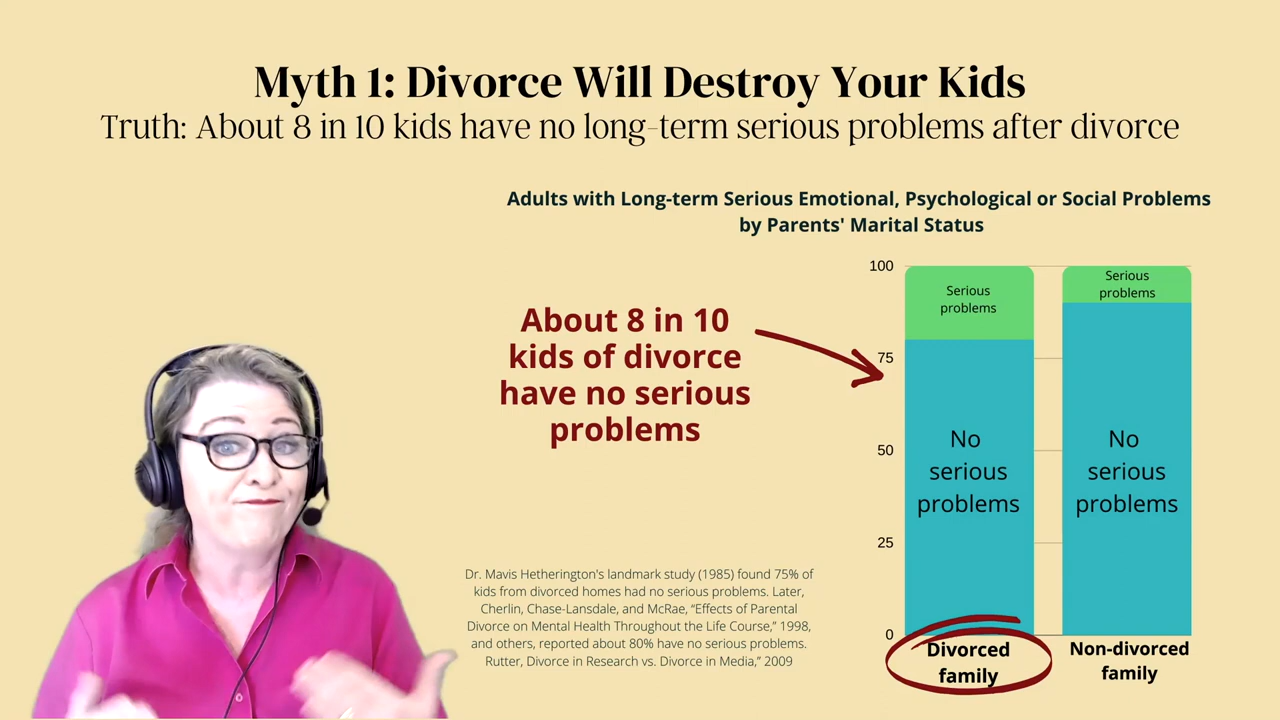 Myth 1: Divorce Will Destroy Your Kids
Truth: About 8 in 10 kids have no long-term serious problems after divorce
Adults with Long-term Serious Emotional, Psychological or Social Problems
by Parents' Marital Status
About 8 in 10
kids of divorce
have no serious
problems
100
75
50
25
0
Serious
problems
No
serious
problems
Divorced
family
Serious
problems
No
serious
problems
Non-divorced
family
Dr. Mavis Hetherington's landmark study (1985) found 75% of
kids from divorced homes had no serious problems. Later,
Cherlin, Chase-Lansdale, and McRae, “Effects of Parental
Divorce on Mental Health Throughout the Life Course,” 1998,
and others, reported about 80% have no serious problems.
Rutter, Divorce in Research vs. Divorce in Media,” 2009